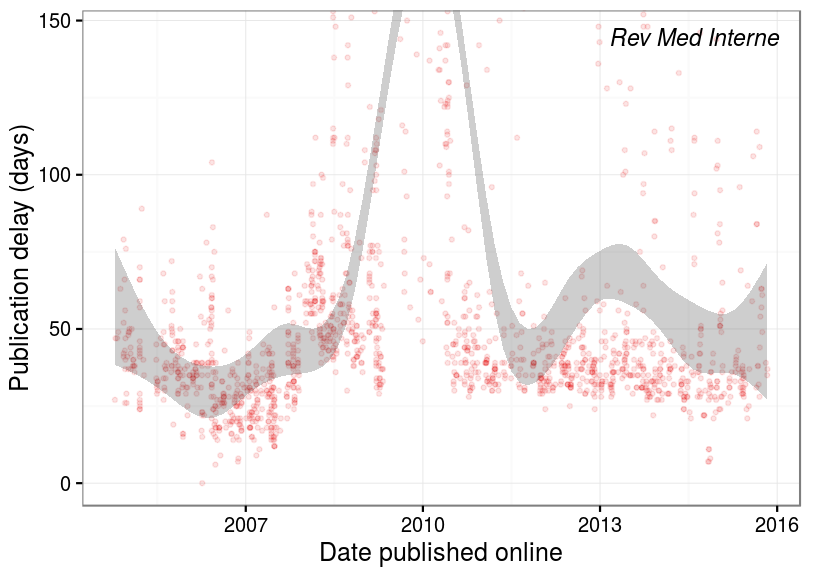 Rev Med Interne
Publication delay (days)
150
100
50
0
2007 2010 2013 2016
Date published online